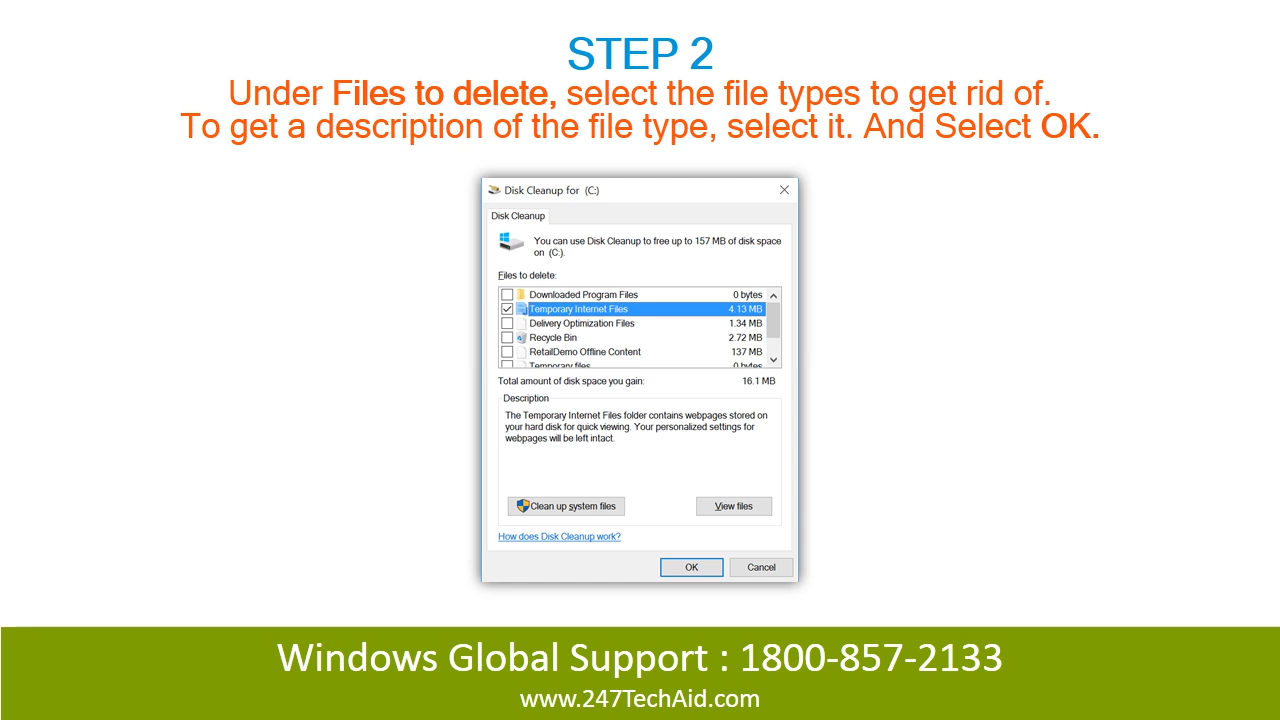 STEP 2
Under Files to delete, select the file types to get rid of.
To get a description of the file type, select it. And Select OK.
Disk Cleanup for (C:)
Disk Cleanup
You can use Disk Cleanup to free up to 157 MB of disk space
on (C:).
Files to delete:
Downloaded Program Files 0 bytes
Temporary Internet Files 4.13 MB
Delivery Optimization Files 1.34 MB
Recycle Bin 2.72 MB
RetailDemo Offline Content 137 MB
Temporary files 0 bytes
Total amount of disk space you gain: 16.1 MB
Description
The Temporary Internet Files folder contains webpages stored on
your hard disk for quick viewing. Your personalized settings for
webpages will be left intact.
Clean up system files View files
How does Disk Cleanup work?
OK Cancel
Windows Global Support : 1800-857-2133
www.247TechAid.com